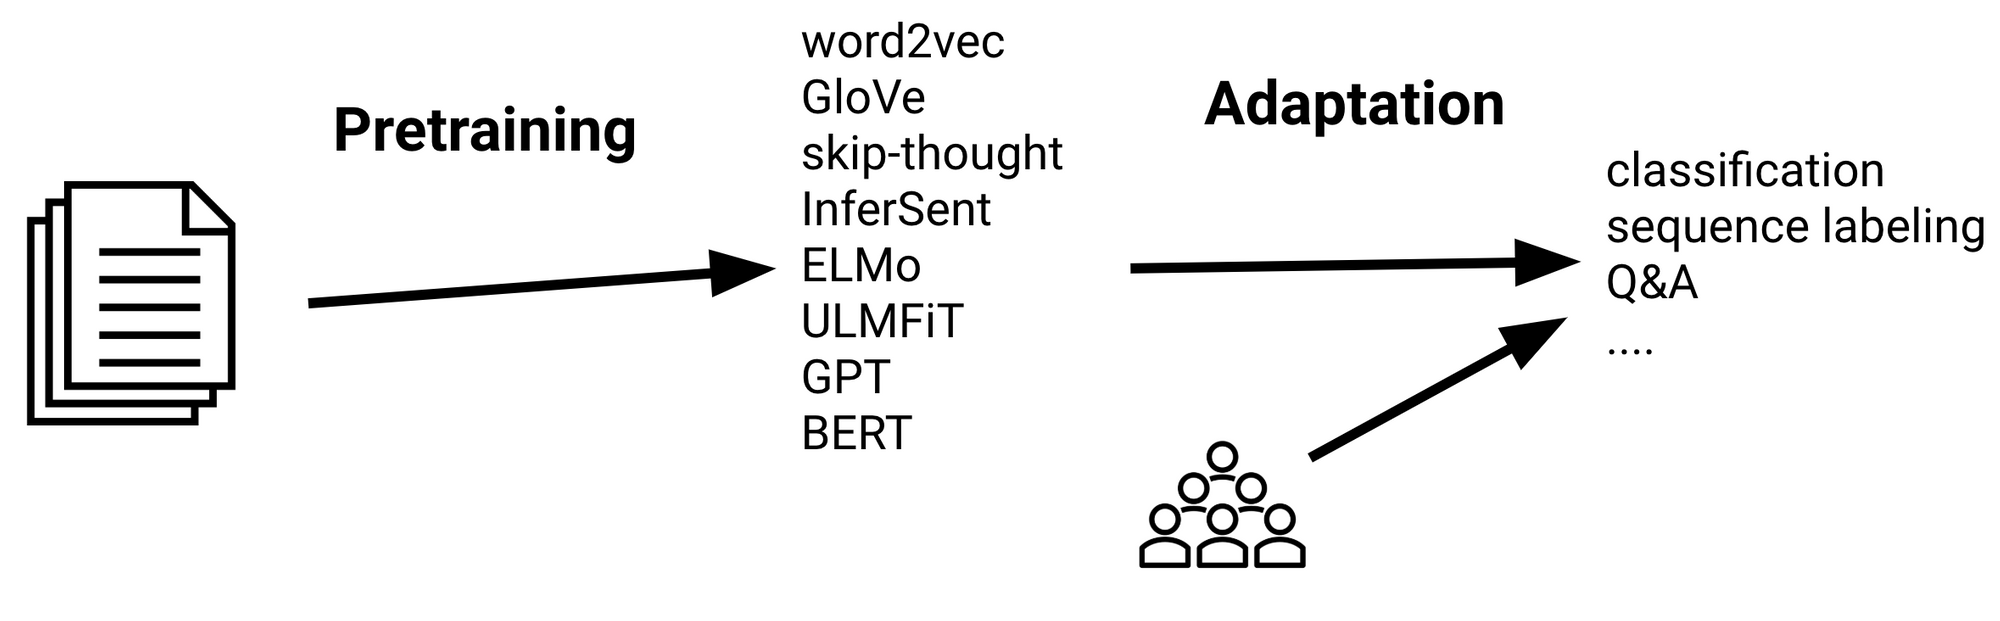 Pretraining
word2vec
GloVe
skip-thought
InferSent
ELMo
ULMFiT
GPT
BERT
Adaptation
classification
sequence labeling
Q&A
....